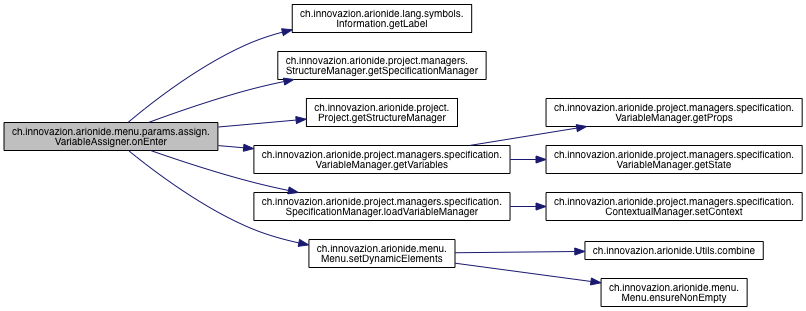 ch.innovazion.arionide.lang.symbols.
Information.getLabel
ch.innovazion.arionide.project.managers.
StructureManager.getSpecificationManager
ch.innovazion.arionide.project.
Project.getStructureManager
ch.innovazion.arionide.project.managers.specification.
VariableManager.getProps
ch.innovazion.arionide.menu.params.assign.
VariableAssigner.onEnter
ch.innovazion.arionide.project.managers.specification.
VariableManager.getVariables
ch.innovazion.arionide.project.managers.specification.
VariableManager.getState
ch.innovazion.arionide.project.managers.specification.
SpecificationManager.loadVariableManager
ch.innovazion.arionide.project.managers.specification.
ContextualManager.setContext
ch.innovazion.arionide.menu.
Menu.setDynamicElements
ch.innovazion.arionide.Utils.combine
ch.innovazion.arionide.menu.
Menu.ensureNonEmpty